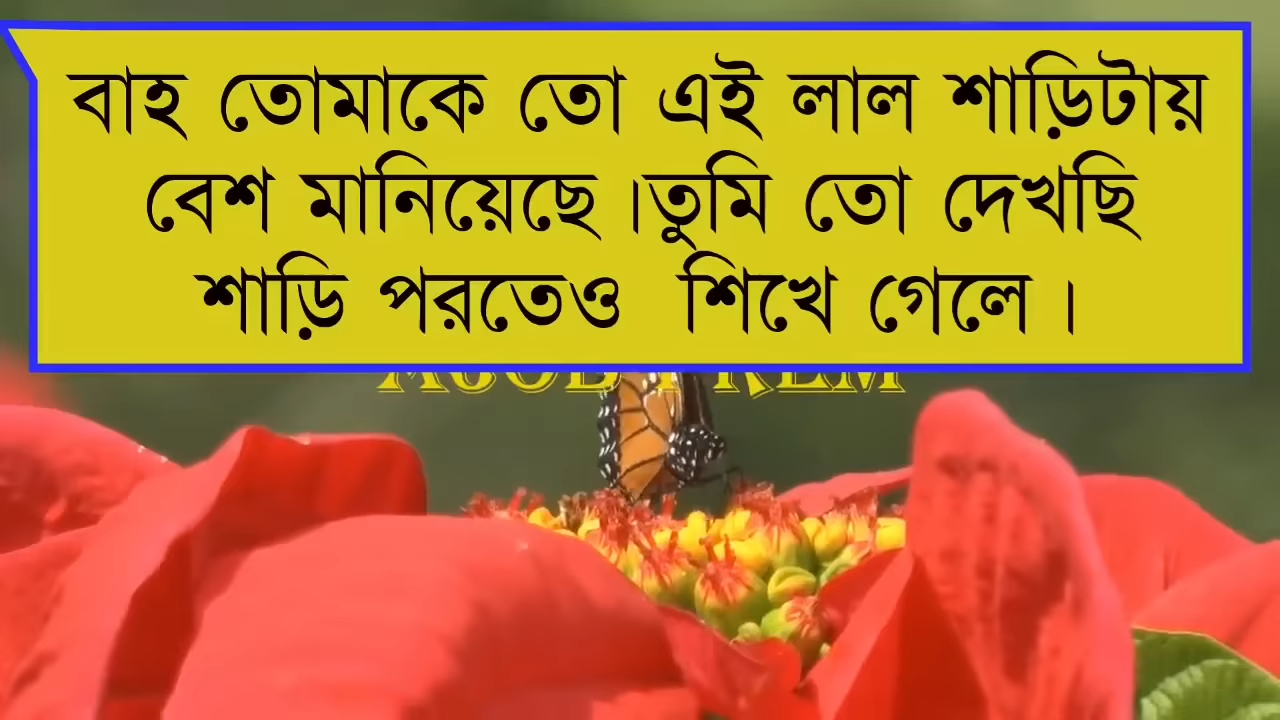 বাহ তোমাকে তো এই লাল শাড়িটায়
বেশ মানিয়েছে।তুমি তো দেখছি
শাড়ি পরতেও শিখে গেলে।